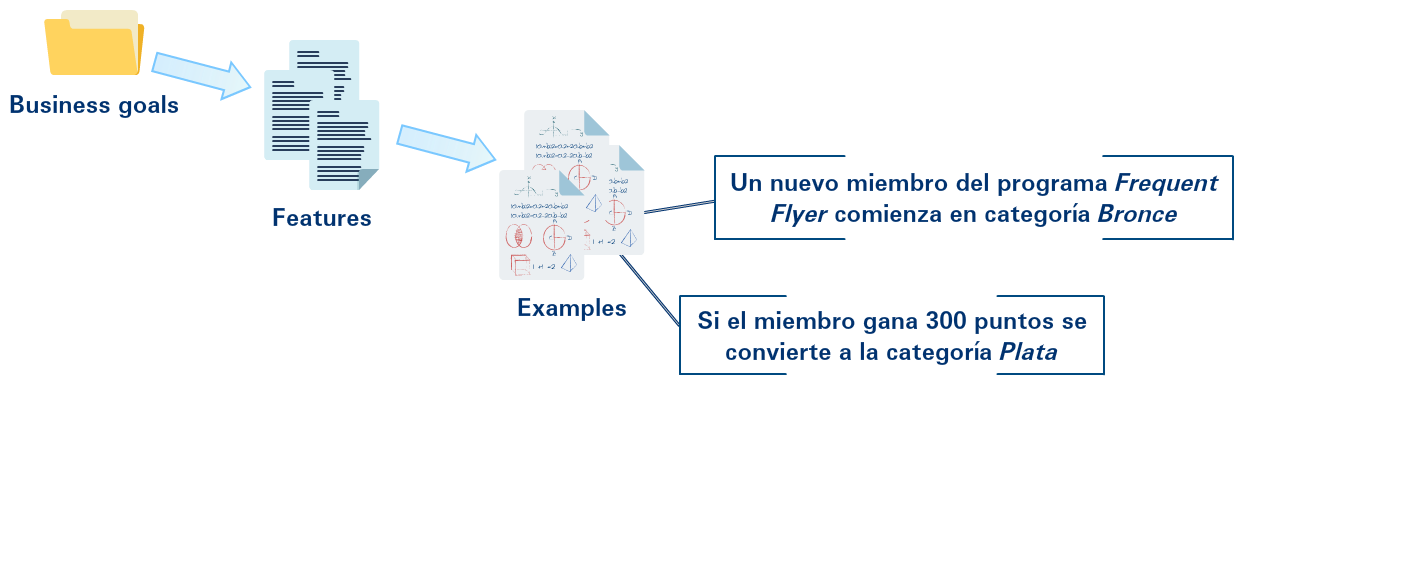 Business goals
Features
Un nuevo miembro del programa Frequent
Flyer comienza en categoría Bronce
Examples
Si el miembro gana 300 puntos se
convierte a la categoría Plata